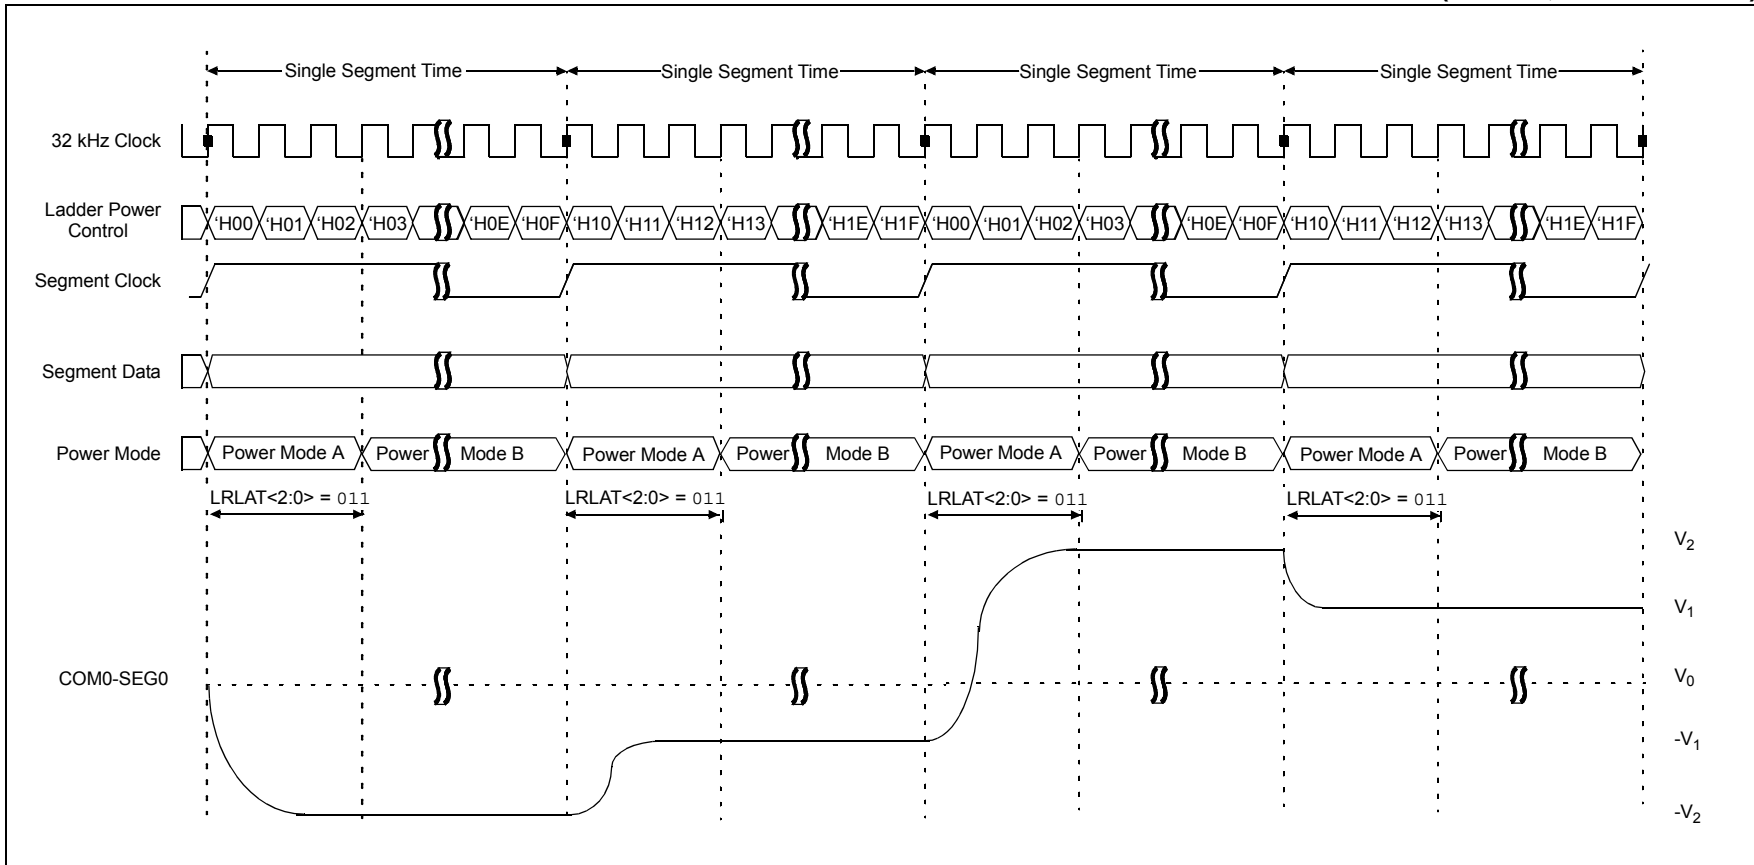 Single Segment Time Single Segment Time Single Segment Time Single Segment Time
32 kHz Clock
Ladder Power
Control
‘H00 ‘H01 ‘H02 ‘H03 ‘H0E ‘H0F ‘H10 ‘H11 ‘H12 ‘H13 ‘H1E ‘H1F ‘H00 ‘H01 ‘H02 ‘H03 ‘H0E ‘H0F ‘H10 ‘H11 ‘H12 ‘H13 ‘H1E ‘H1F
Segment Clock
Segment Data
Power Mode Power Mode A Power Mode B Power Mode A Power Mode B Power Mode A Power Mode B Power Mode A Power Mode B
LRLAT<2:0> = 011 LRLAT<2:0> = 011 LRLAT<2:0> = 011 LRLAT<2:0> = 011
V2
V1
COM0-SEG0 V0
-V1
-V2